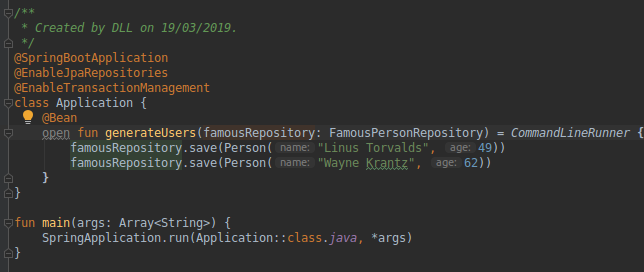 /**
 * Created by DLL on 19/03/2019.
 */
@SpringBootApplication
@EnableJpaRepositories
@EnableTransactionManagement
class Application {
    @Bean
    open fun generateUsers(famousRepository: FamousPersonRepository) = CommandLineRunner {
        famousRepository.save(Person( name: "Linus Torvalds", age: 49))
        famousRepository.save(Person( name: "Wayne Krantz", age: 62))
    }
}
fun main(args: Array<String>) {
    SpringApplication.run(Application::class.java, *args)
}